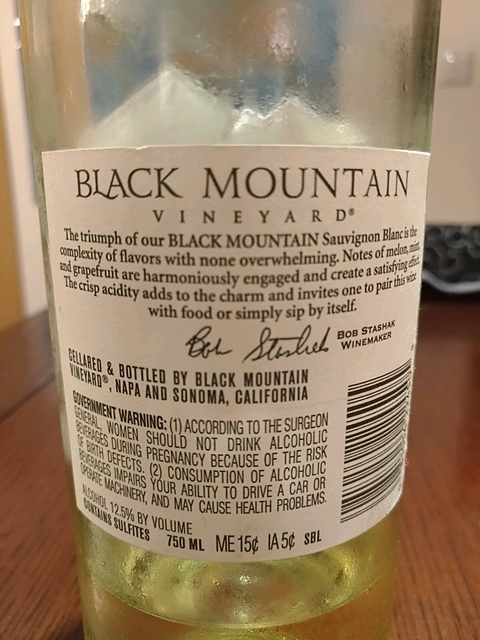 BLACK MOUNTAIN
VINEYARD®
The triumph of our BLACK MOUNTAIN Sauvignon Blanc is the
complexity of flavors with none overwhelming. Notes of melon, mint
and grapefruit are harmoniously engaged and create a satisfying effect.
The crisp acidity adds to the charm and invites one to pair this wine
with food or simply sip by itself.
Bob Stashak
BOB STASHAK
WINEMAKER
CELLARED & BOTTLED BY BLACK MOUNTAIN
VINEYARD®, NAPA AND SONOMA, CALIFORNIA
GOVERNMENT WARNING: (1) ACCORDING TO THE SURGEON
GENERAL, WOMEN SHOULD NOT DRINK ALCOHOLIC
BEVERAGES DURING PREGNANCY BECAUSE OF THE RISK
OF BIRTH DEFECTS. (2) CONSUMPTION OF ALCOHOLIC
BEVERAGES IMPAIRS YOUR ABILITY TO DRIVE A CAR OR
OPERATE MACHINERY, AND MAY CAUSE HEALTH PROBLEMS.
ALCOHOL 12.5% BY VOLUME
CONTAINS SULFITES 750 ML ME 15¢ IA 5¢ SBL